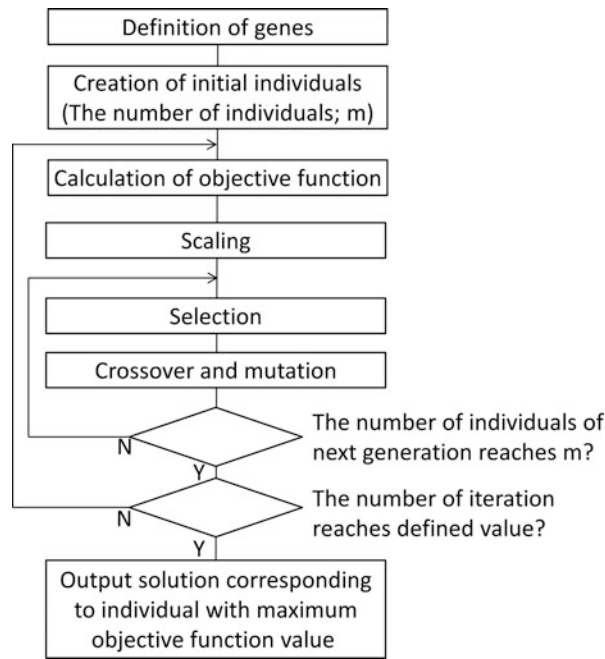 Definition of genes
Creation of initial individuals
(The number of individuals; m)
Calculation of objective function
Scaling
Selection
Crossover and mutation
The number of individuals of
next generation reaches m?
N
Y
The number of iteration
reaches defined value?
N
Y
Output solution corresponding
to individual with maximum
objective function value